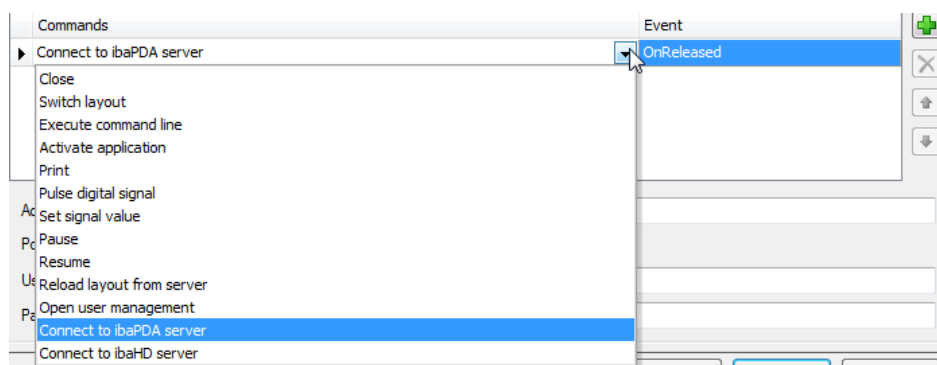 Commands Event
Connect to ibaPDA server OnReleased
Close
Switch layout
Execute command line
Activate application
Print
Pulse digital signal
Set signal value
Pause
Resume
Reload layout from server
Open user management
Connect to ibaPDA server
Connect to ibaHD server